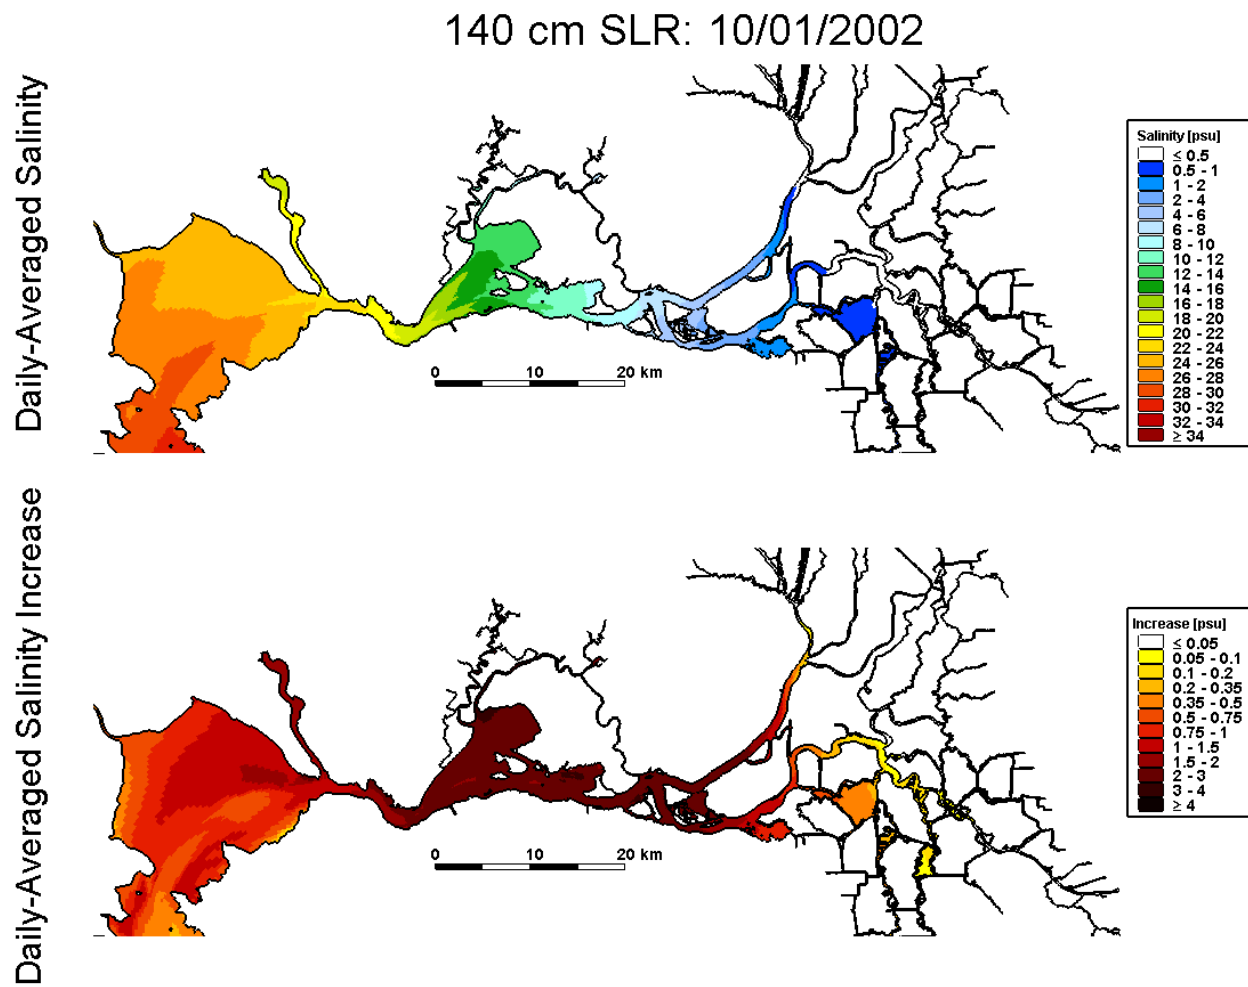 140 cm SLR: 10/01/2002
Daily-Averaged Salinity
0 10 20 km
Salinity [psu]
≤ 0.5
0.5 - 1
1 - 2
2 - 4
4 - 6
6 - 8
8 - 10
10 - 12
12 - 14
14 - 16
16 - 18
18 - 20
20 - 22
22 - 24
24 - 26
26 - 28
28 - 30
30 - 32
32 - 34
≥ 34
Daily-Averaged Salinity Increase
0 10 20 km
Increase [psu]
≤ 0.05
0.05 - 0.1
0.1 - 0.2
0.2 - 0.35
0.35 - 0.5
0.5 - 0.75
0.75 - 1
1 - 1.5
1.5 - 2
2 - 3
3 - 4
≥ 4